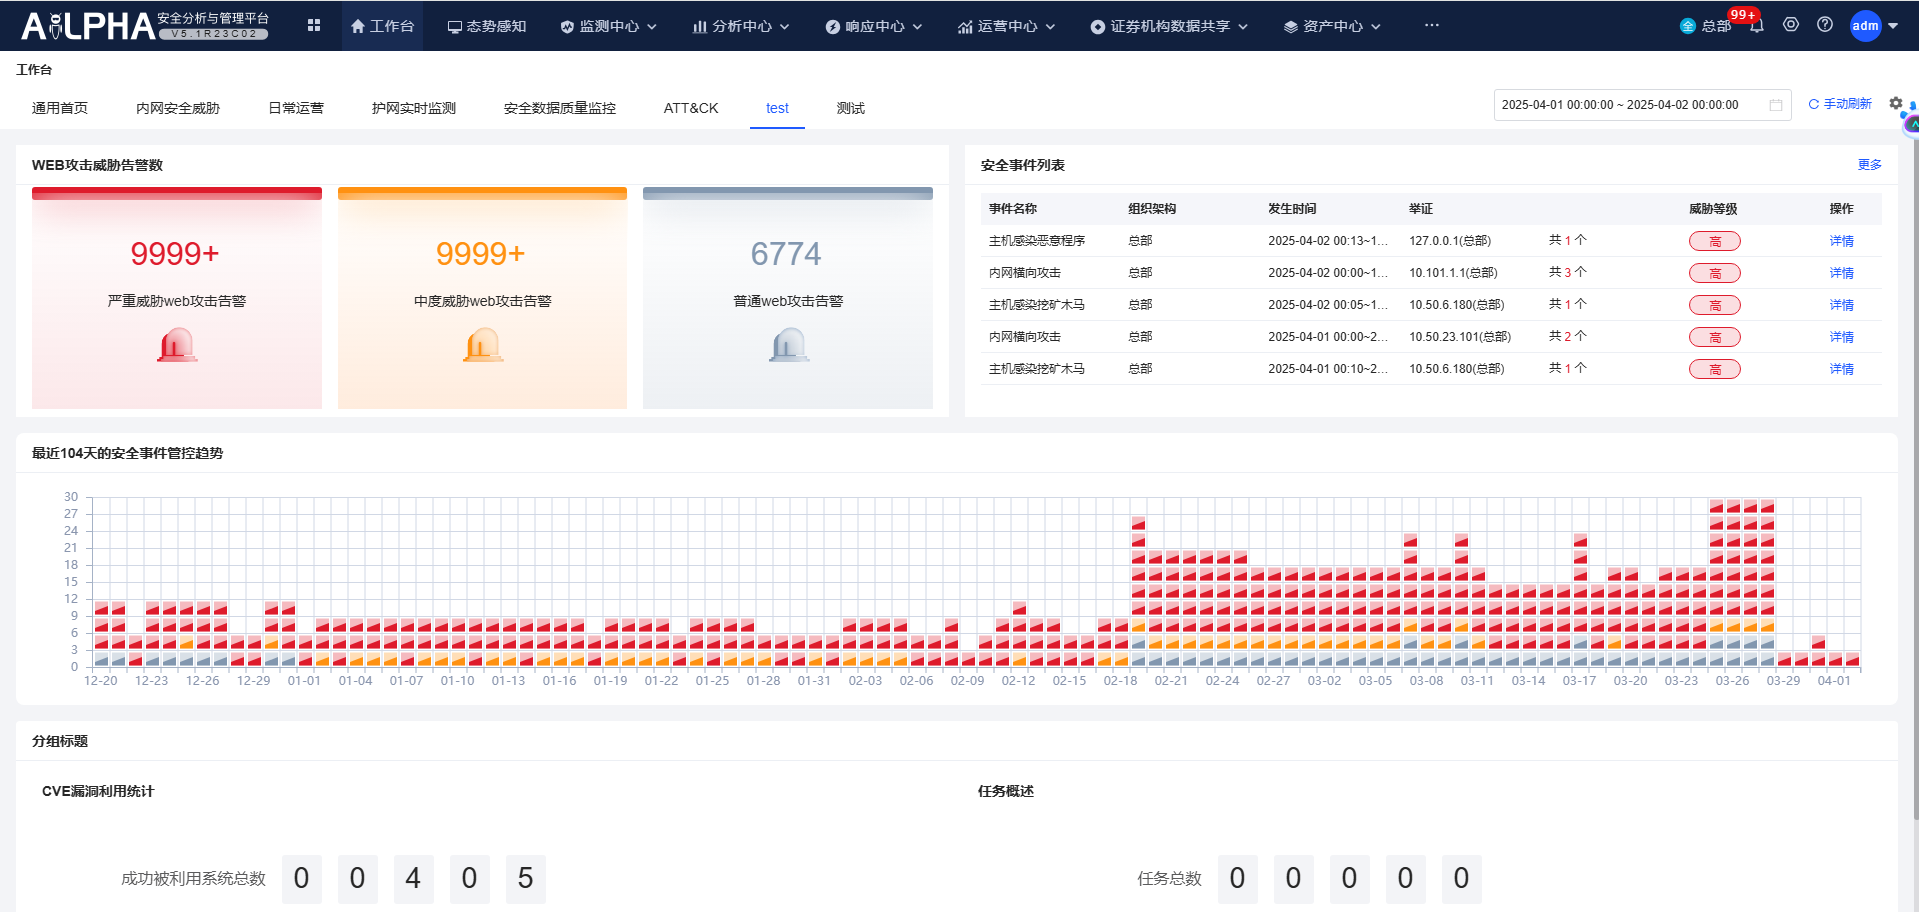 AiLPHA 安全分析与管理平台
V5.1R23C02
工作台 态势感知 监测中心 分析中心 响应中心 运营中心 证券机构数据共享 资产中心 ... 全 总部 99+ adm
工作台
通用首页 内网安全威胁 日常运营 护网实时监测 安全数据质量监控 ATT&CK test 测试 2025-04-01 00:00:00 ~ 2025-04-02 00:00:00 手动刷新
WEB攻击威胁告警数
9999+ 9999+ 6774
严重威胁web攻击告警 中度威胁web攻击告警 普通web攻击告警
安全事件列表 更多
事件名称 组织架构 发生时间 举证 威胁等级 操作
主机感染恶意程序 总部 2025-04-02 00:13~1... 127.0.0.1(总部) 共 1 个 高 详情
内网横向攻击 总部 2025-04-02 00:00~1... 10.101.1.1(总部) 共 3 个 高 详情
主机感染挖矿木马 总部 2025-04-02 00:05~1... 10.50.6.180(总部) 共 1 个 高 详情
内网横向攻击 总部 2025-04-01 00:00~2... 10.50.23.101(总部) 共 2 个 高 详情
主机感染挖矿木马 总部 2025-04-01 00:10~2... 10.50.6.180(总部) 共 1 个 高 详情
最近104天的安全事件管控趋势
30
27
24
21
18
15
12
9
6
3
0
12-20 12-23 12-26 12-29 01-01 01-04 01-07 01-10 01-13 01-16 01-19 01-22 01-25 01-28 01-31 02-03 02-06 02-09 02-12 02-15 02-18 02-21 02-24 02-27 03-02 03-05 03-08 03-11 03-14 03-17 03-20 03-23 03-26 03-29 04-01
分组标题
CVE漏洞利用统计 任务概述
成功被利用系统总数 0 0 4 0 5 任务总数 0 0 0 0 0